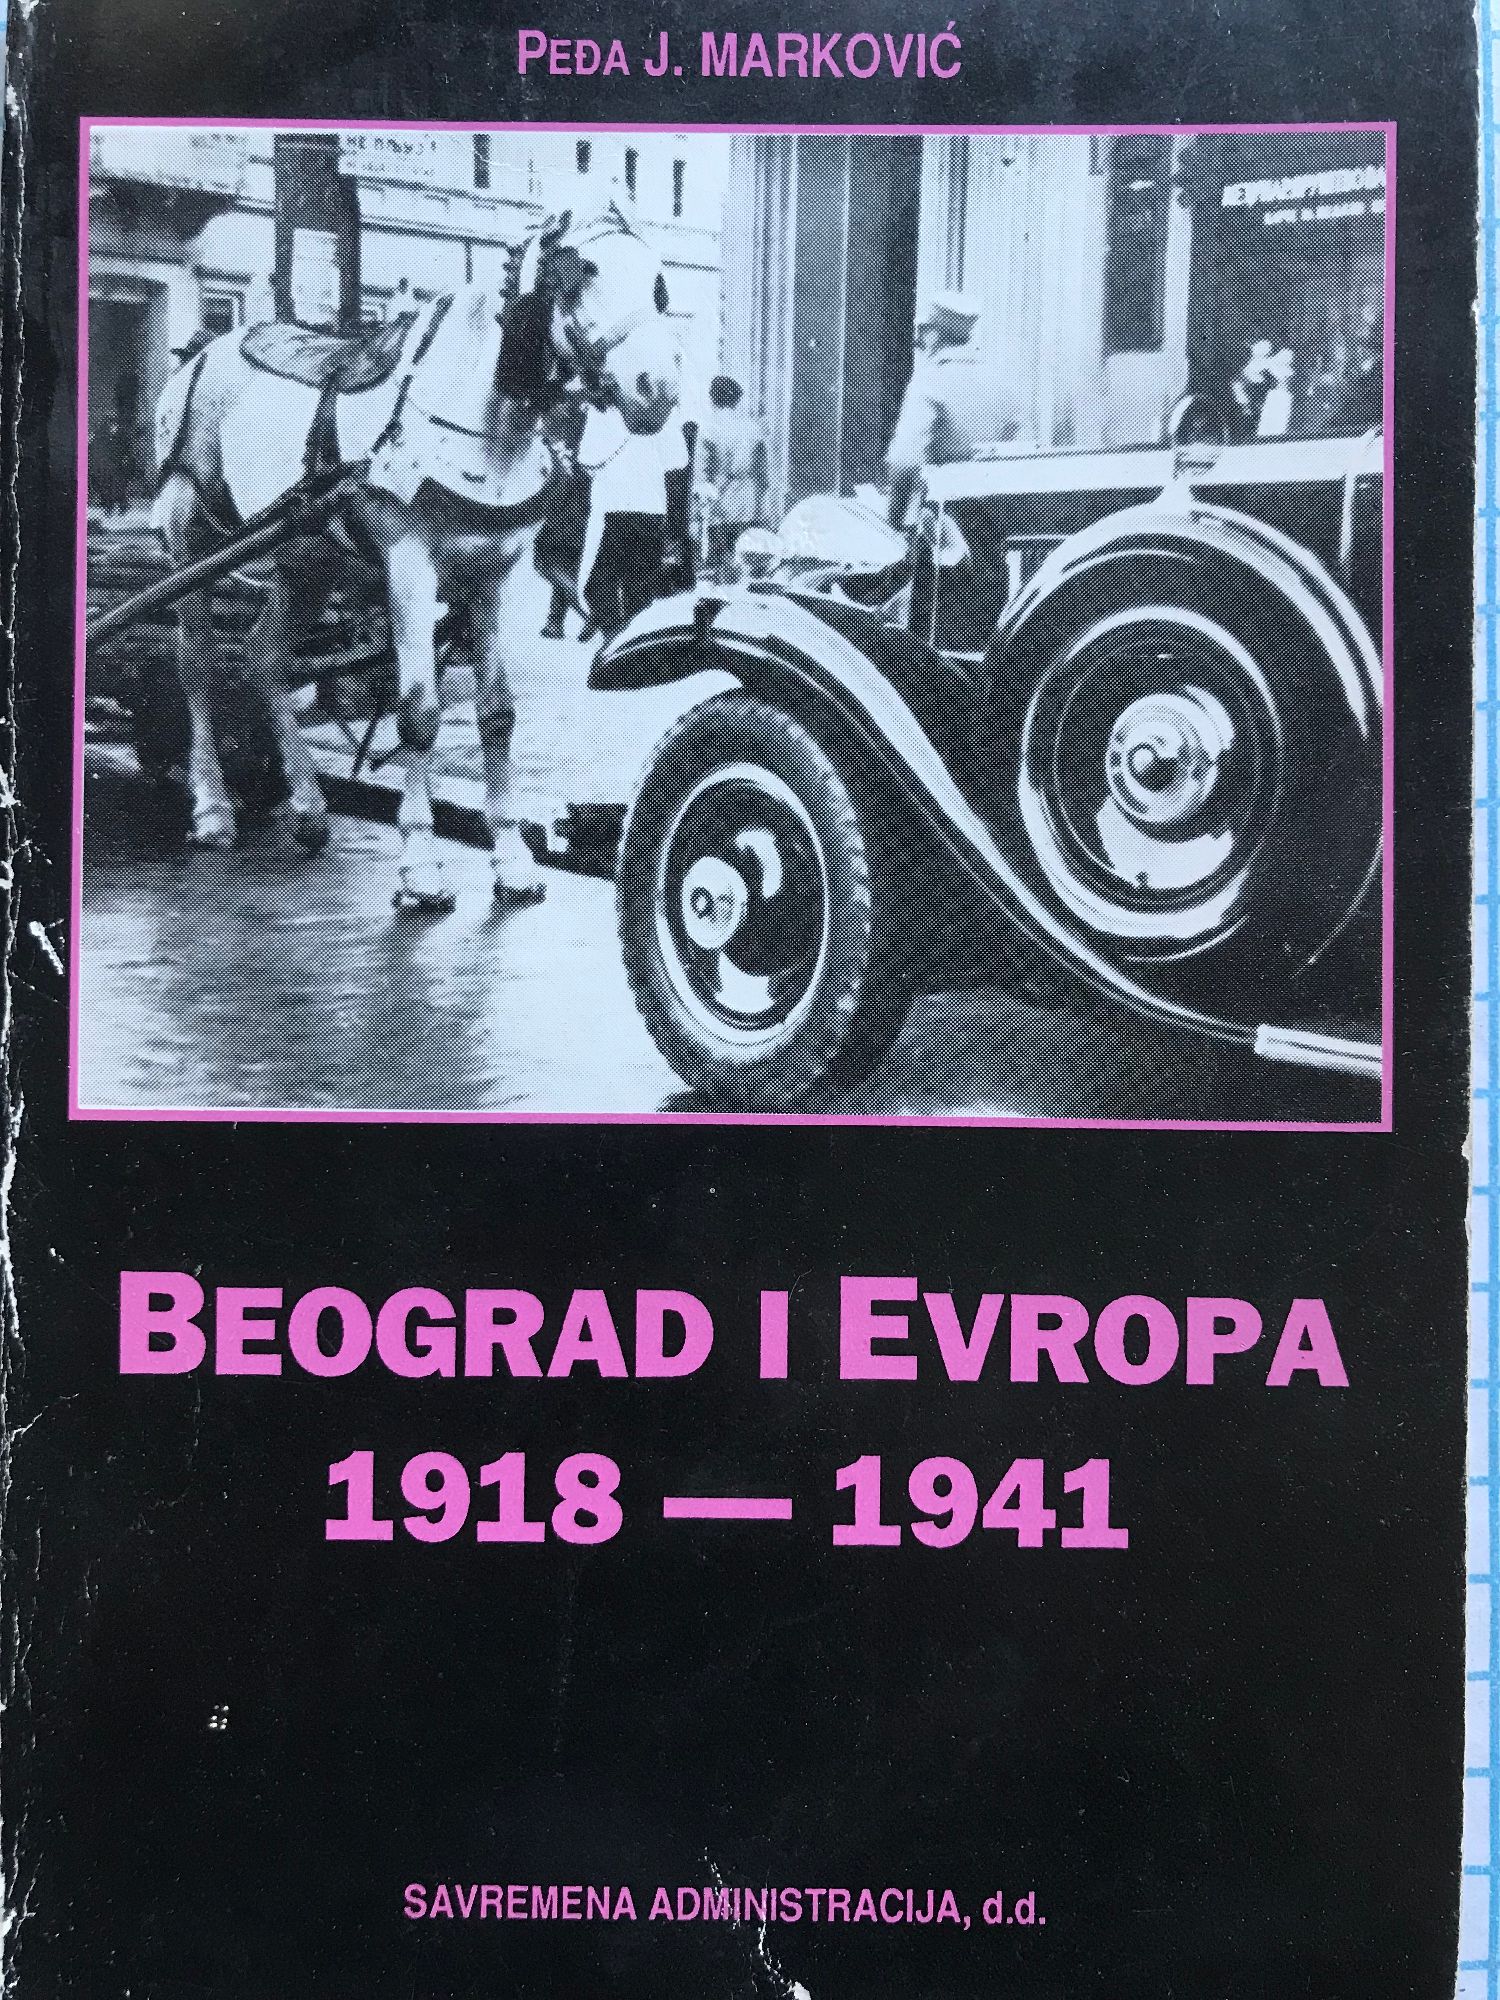 PEĐA J. MARKOVIĆ
BEOGRAD I EVROPA
1918 — 1941
SAVREMENA ADMINISTRACIJA, d.d.